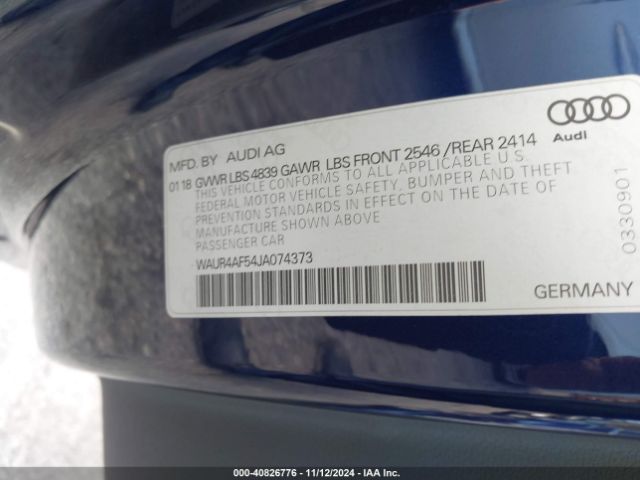 MFD. BY AUDI AG
Audi
01 18 GVWR LBS 4839 GAWR LBS FRONT 2546 /REAR 2414
THIS VEHICLE CONFORMS TO ALL APPLICABLE U.S.
FEDERAL MOTOR VEHICLE SAFETY, BUMPER AND THEFT
PREVENTION STANDARDS IN EFFECT ON THE DATE OF
MANUFACTURE SHOWN ABOVE
PASSENGER CAR
WAUR4AF54JA074373
GERMANY
0330901
000-40826776 - 11/12/2024 - IAA Inc.